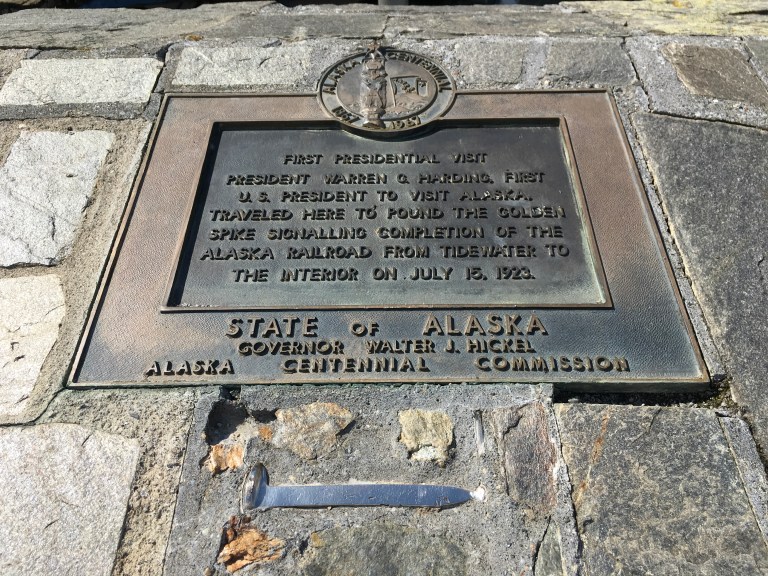 ALASKA CENTENNIAL
1867 1967
FIRST PRESIDENTIAL VISIT
PRESIDENT WARREN G. HARDING, FIRST
U.S. PRESIDENT TO VISIT ALASKA,
TRAVELED HERE TO POUND THE GOLDEN
SPIKE SIGNALLING COMPLETION OF THE
ALASKA RAILROAD FROM TIDEWATER TO
THE INTERIOR ON JULY 15, 1923.
STATE OF ALASKA
GOVERNOR WALTER J. HICKEL
ALASKA CENTENNIAL COMMISSION